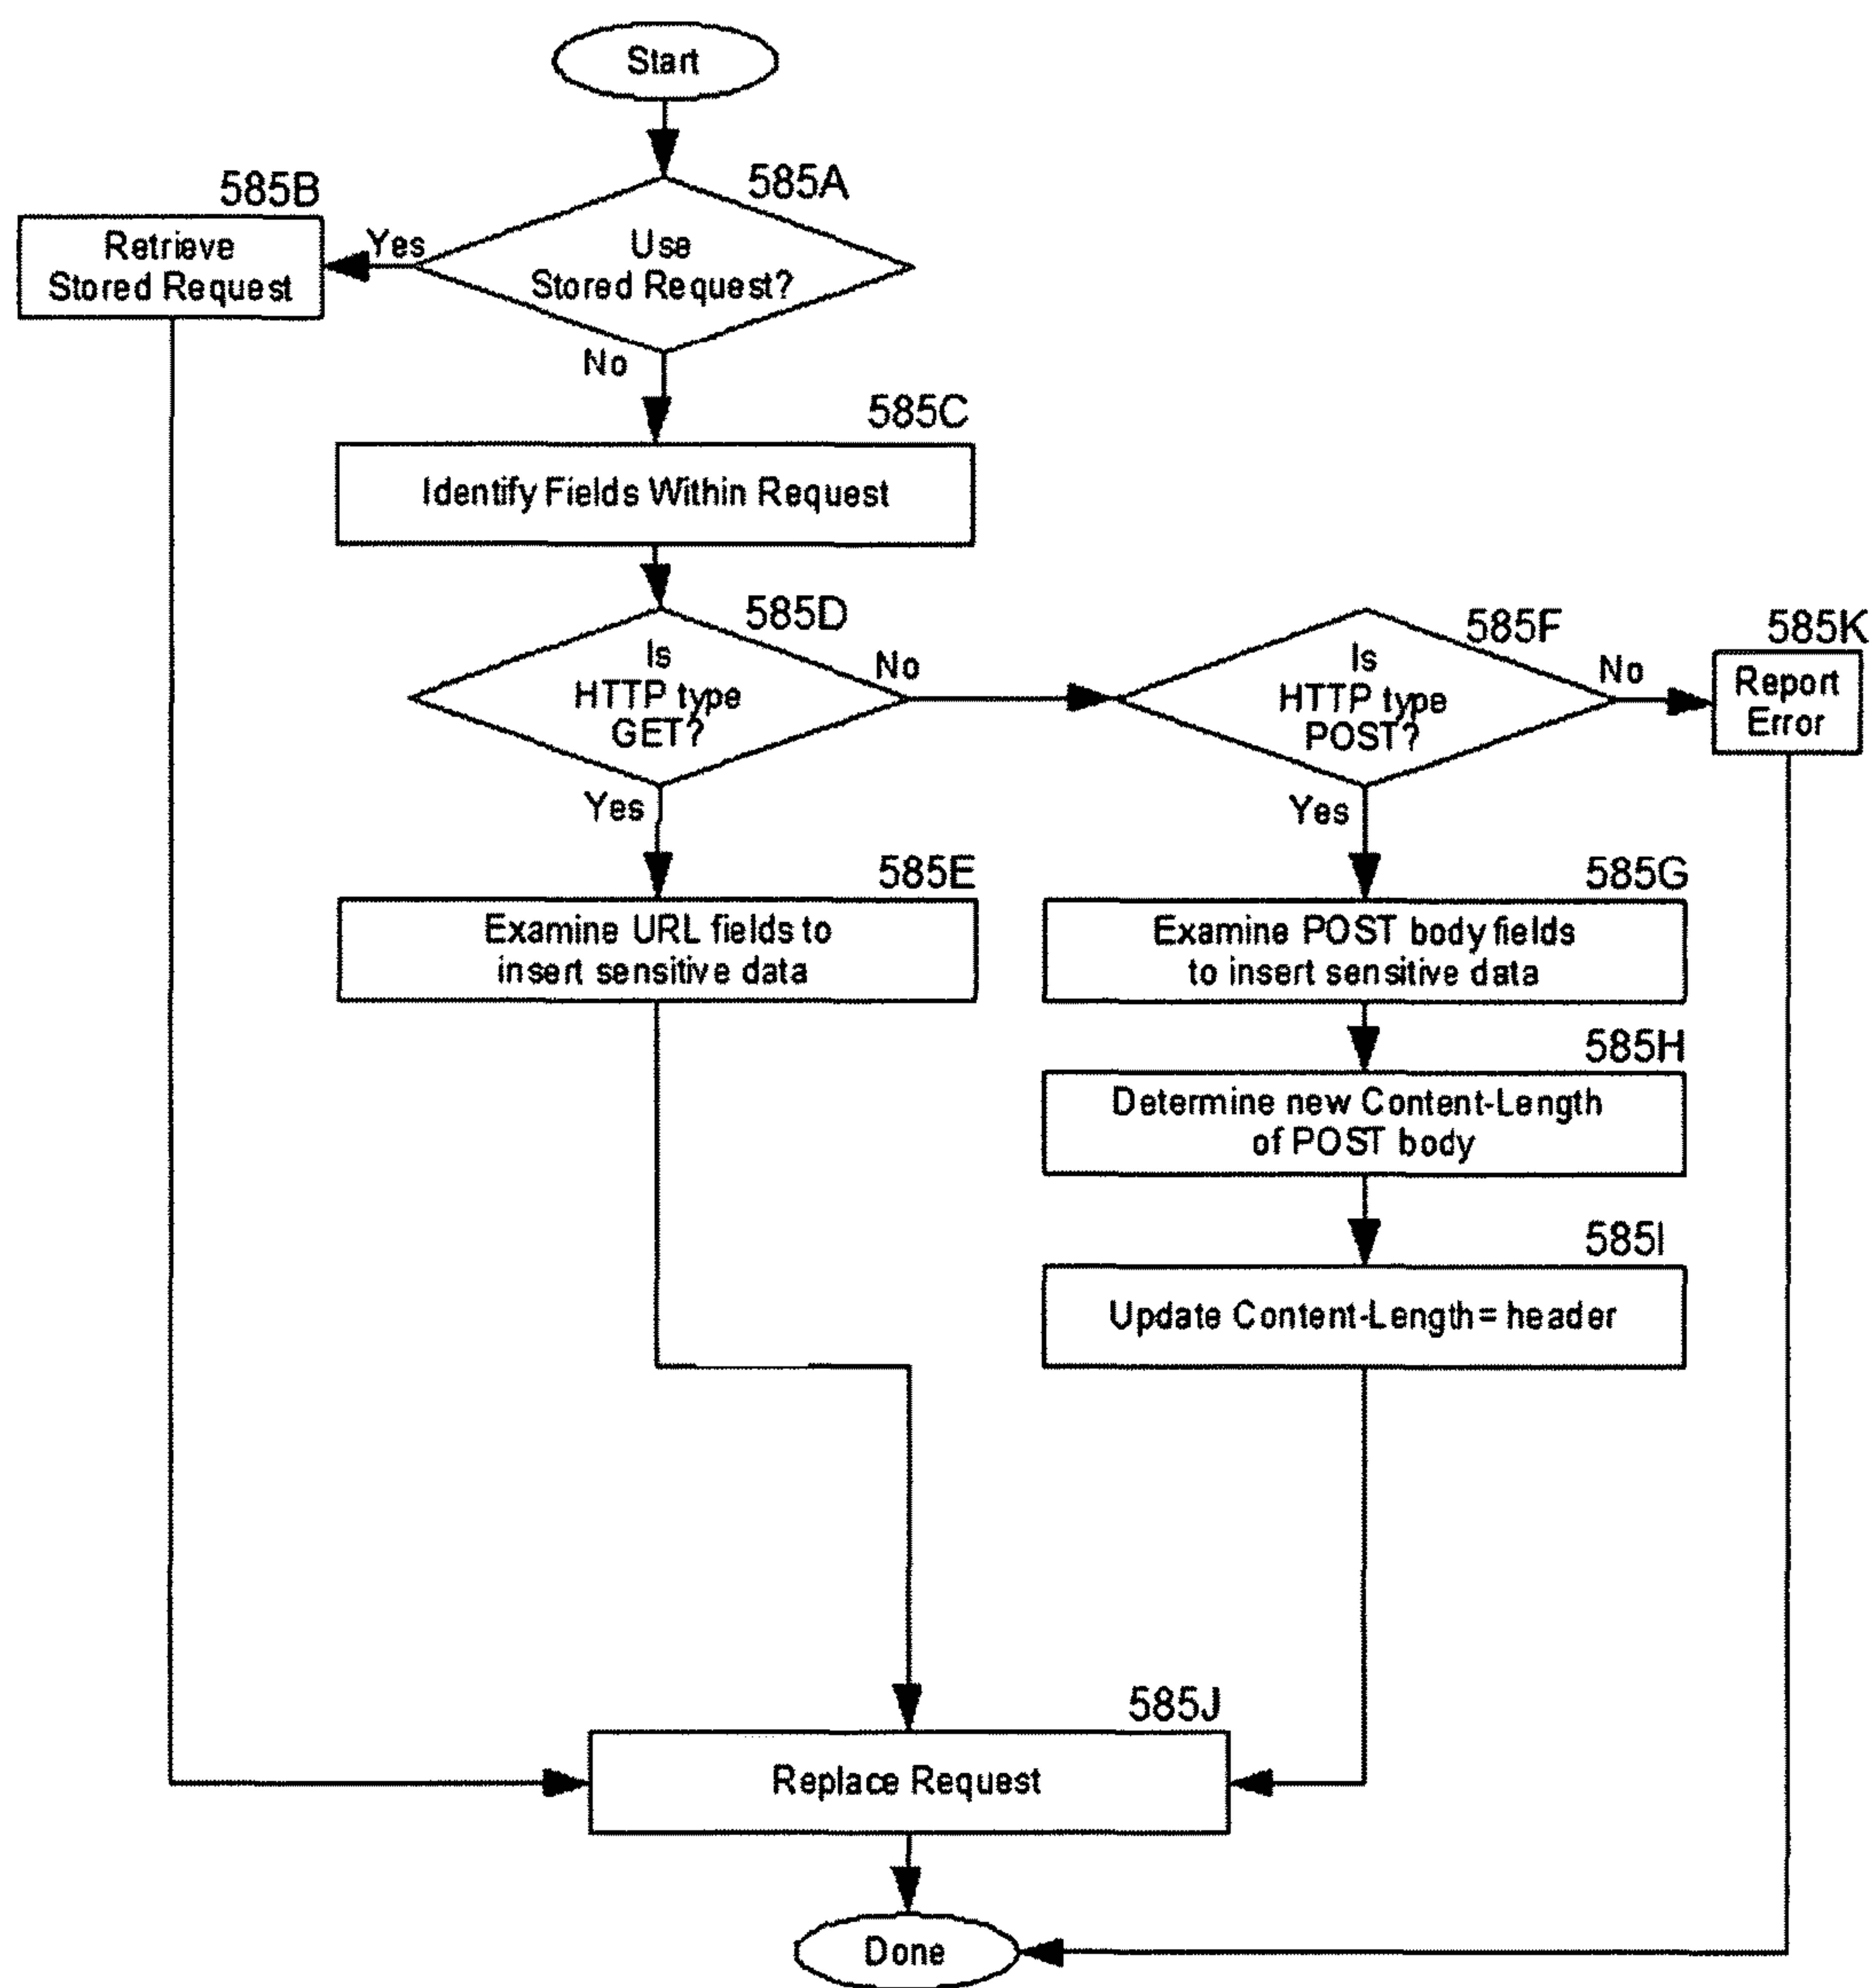 Start
585A
585B
Use
Stored Request?
Yes
Retrieve
Stored Request
No
585C
Identify Fields Within Request
585D
Is
HTTP type
GET?
No
585F
Is
HTTP type
POST?
No
585K
Report
Error
Yes
Yes
585E
Examine URL fields to
insert sensitive data
585G
Examine POST body fields
to insert sensitive data
585H
Determine new Content-Length
of POST body
585I
Update Content-Length= header
585J
Replace Request
Done